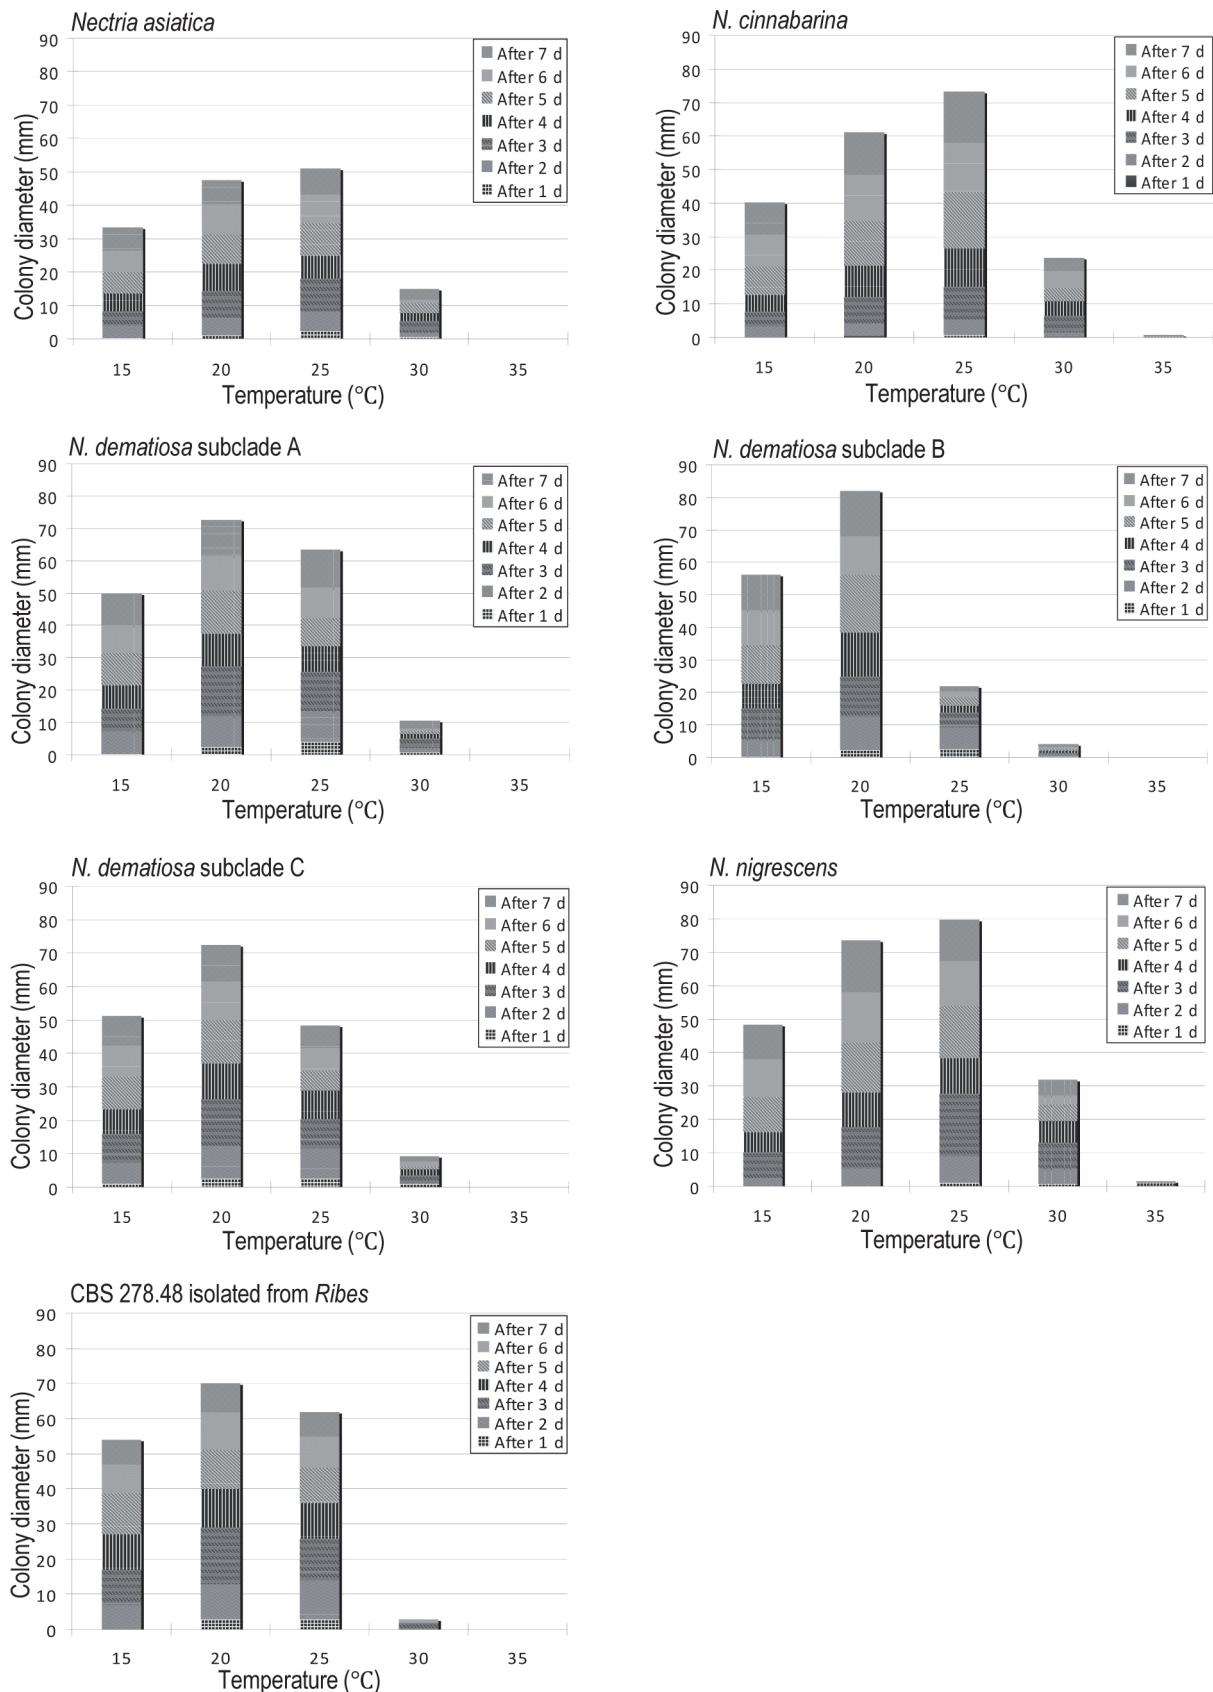 Nectria asiatica
90
80
70
60
50
40
30
20
10
0
Colony diameter (mm)
After 7 d
After 6 d
After 5 d
After 4 d
After 3 d
After 2 d
After 1 d
15 20 25 30 35
Temperature (°C)
N. cinnabarina
90
80
70
60
50
40
30
20
10
0
Colony diameter (mm)
After 7 d
After 6 d
After 5 d
After 4 d
After 3 d
After 2 d
After 1 d
15 20 25 30 35
Temperature (°C)
N. dematiosa subclade A
90
80
70
60
50
40
30
20
10
0
Colony diameter (mm)
After 7 d
After 6 d
After 5 d
After 4 d
After 3 d
After 2 d
After 1 d
15 20 25 30 35
Temperature (°C)
N. dematiosa subclade B
90
80
70
60
50
40
30
20
10
0
Colony diameter (mm)
After 7 d
After 6 d
After 5 d
After 4 d
After 3 d
After 2 d
After 1 d
15 20 25 30 35
Temperature (°C)
N. dematiosa subclade C
90
80
70
60
50
40
30
20
10
0
Colony diameter (mm)
After 7 d
After 6 d
After 5 d
After 4 d
After 3 d
After 2 d
After 1 d
15 20 25 30 35
Temperature (°C)
N. nigrescens
90
80
70
60
50
40
30
20
10
0
Colony diameter (mm)
After 7 d
After 6 d
After 5 d
After 4 d
After 3 d
After 2 d
After 1 d
15 20 25 30 35
Temperature (°C)
CBS 278.48 isolated from Ribes
90
80
70
60
50
40
30
20
10
0
Colony diameter (mm)
After 7 d
After 6 d
After 5 d
After 4 d
After 3 d
After 2 d
After 1 d
15 20 25 30 35
Temperature (°C)